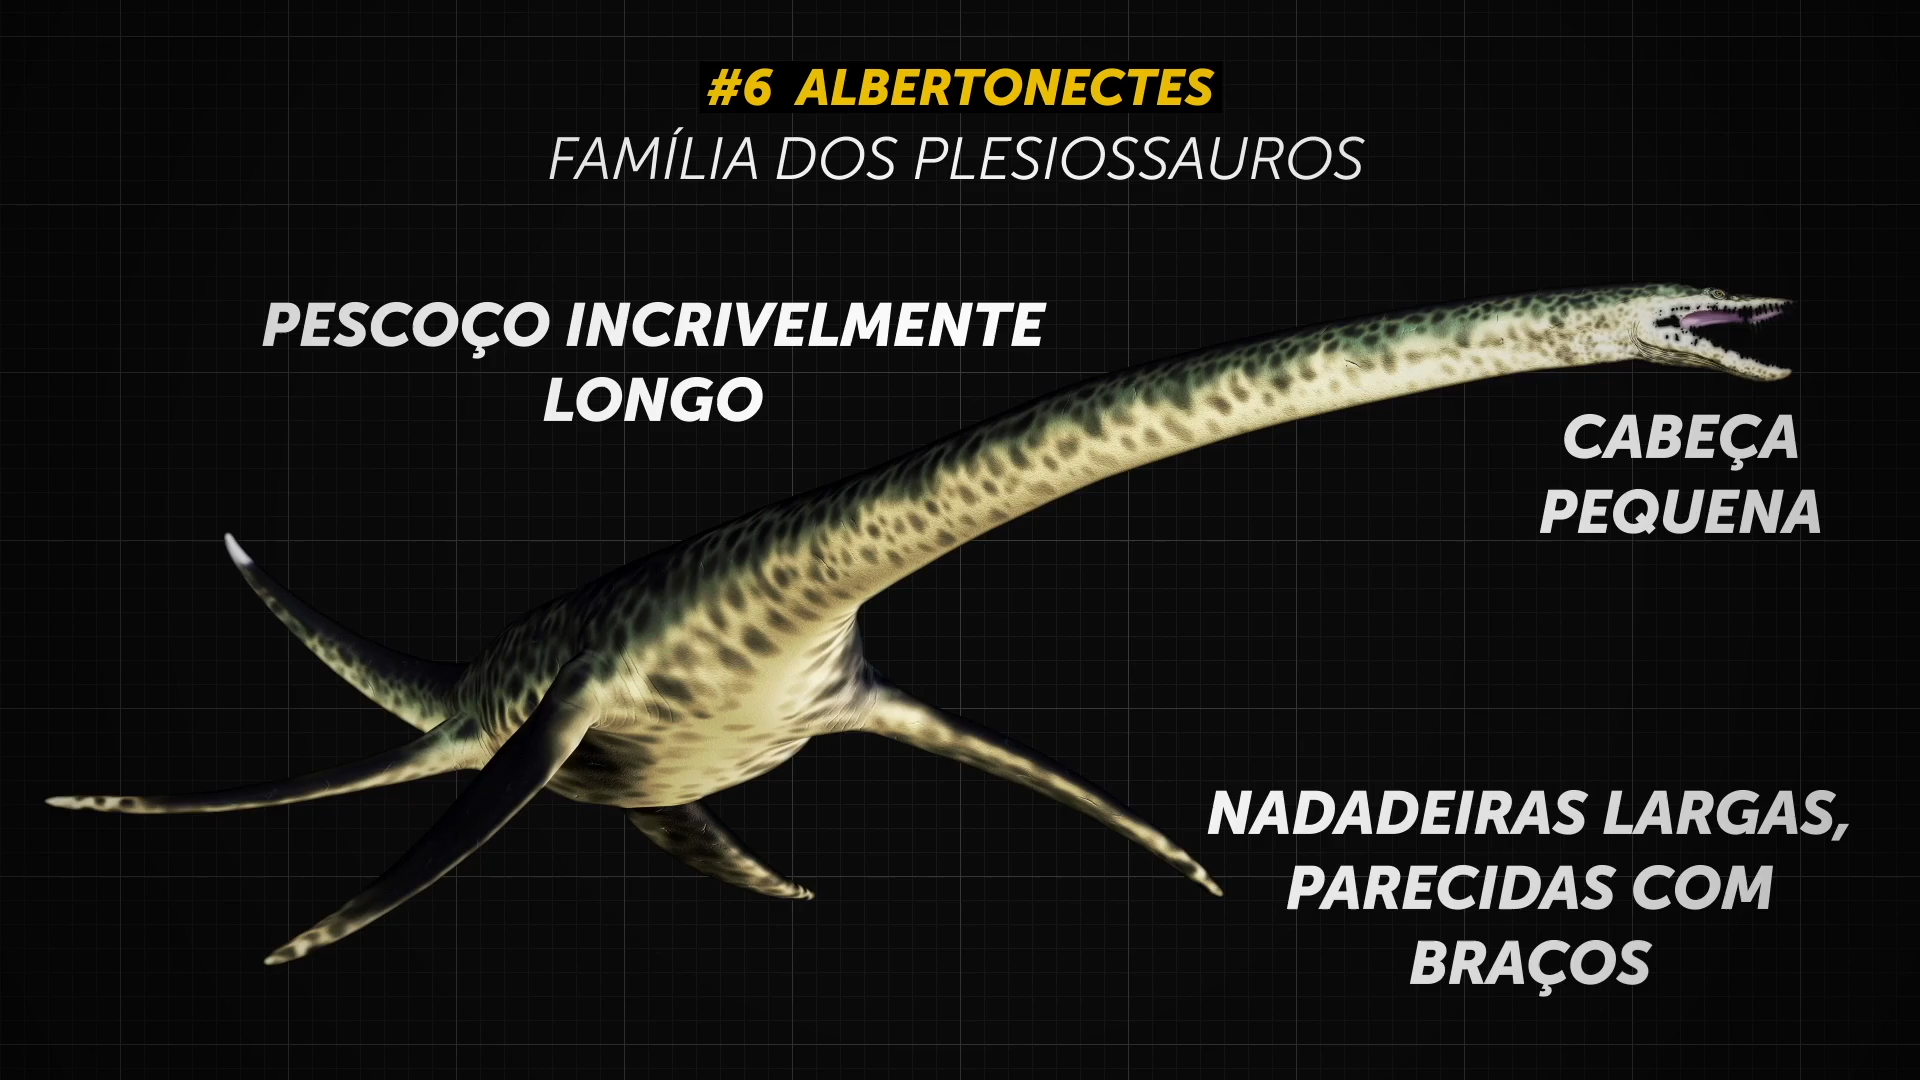 #6 ALBERTONECTES
FAMÍLIA DOS PLESIOSSAUROS
PESCOÇO INCRIVELMENTE
LONGO
CABEÇA
PEQUENA
NADADEIRAS LARGAS,
PARECIDAS COM
BRAÇOS